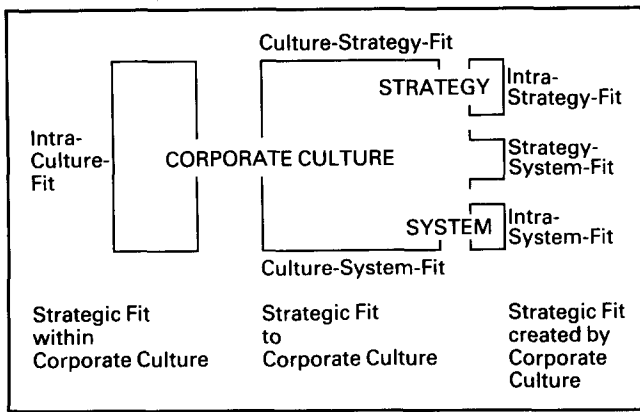 Culture-Strategy-Fit
STRATEGY
Intra-
Strategy-Fit
Intra-
Culture-
Fit
CORPORATE CULTURE
Strategy-
System-Fit
SYSTEM
Intra-
System-Fit
Culture-System-Fit
Strategic Fit
within
Corporate Culture
Strategic Fit
to
Corporate Culture
Strategic Fit
created by
Corporate
Culture